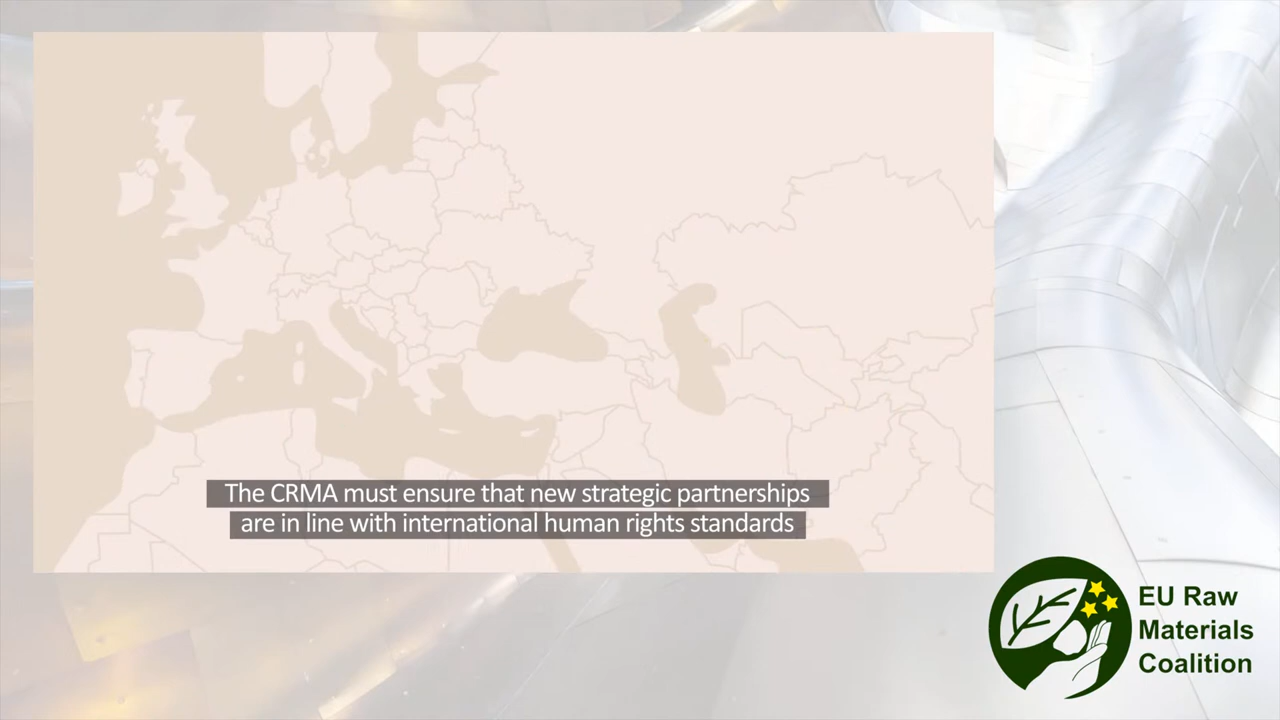 The CRMA must ensure that new strategic partnerships
are in line with international human rights standards
EU Raw
Materials
Coalition